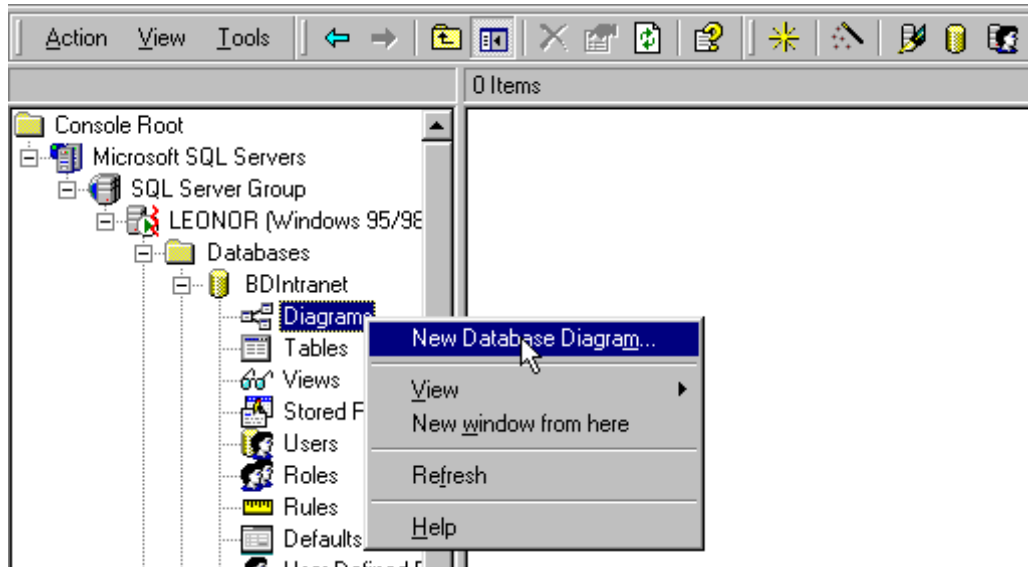 Action View Tools
0 Items
Console Root
Microsoft SQL Servers
SQL Server Group
LEONOR (Windows 95/98
Databases
BDIntranet
Diagrams
Tables
Views
Stored
Users
Roles
Rules
Defaults
New Database Diagram...
View
New window from here
Refresh
Help